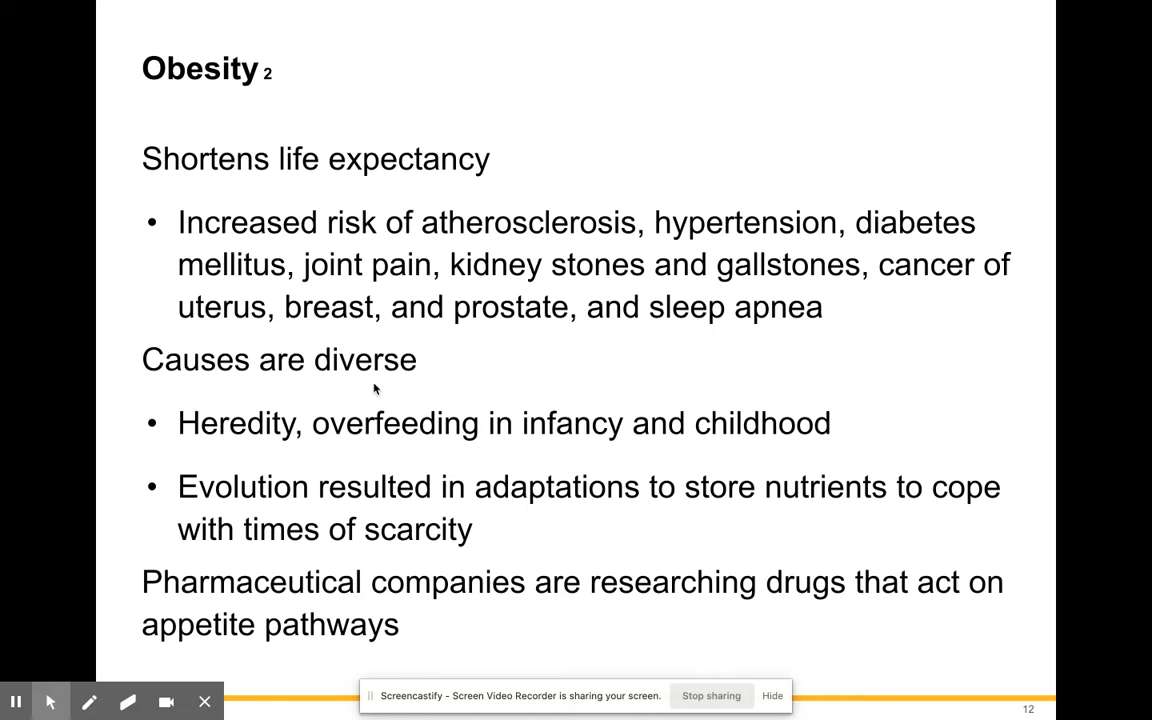 Obesity 2
Shortens life expectancy
• Increased risk of atherosclerosis, hypertension, diabetes
mellitus, joint pain, kidney stones and gallstones, cancer of
uterus, breast, and prostate, and sleep apnea
Causes are diverse
• Heredity, overfeeding in infancy and childhood
• Evolution resulted in adaptations to store nutrients to cope
with times of scarcity
Pharmaceutical companies are researching drugs that act on
appetite pathways
Screencastify - Screen Video Recorder is sharing your screen. Stop sharing Hide
12